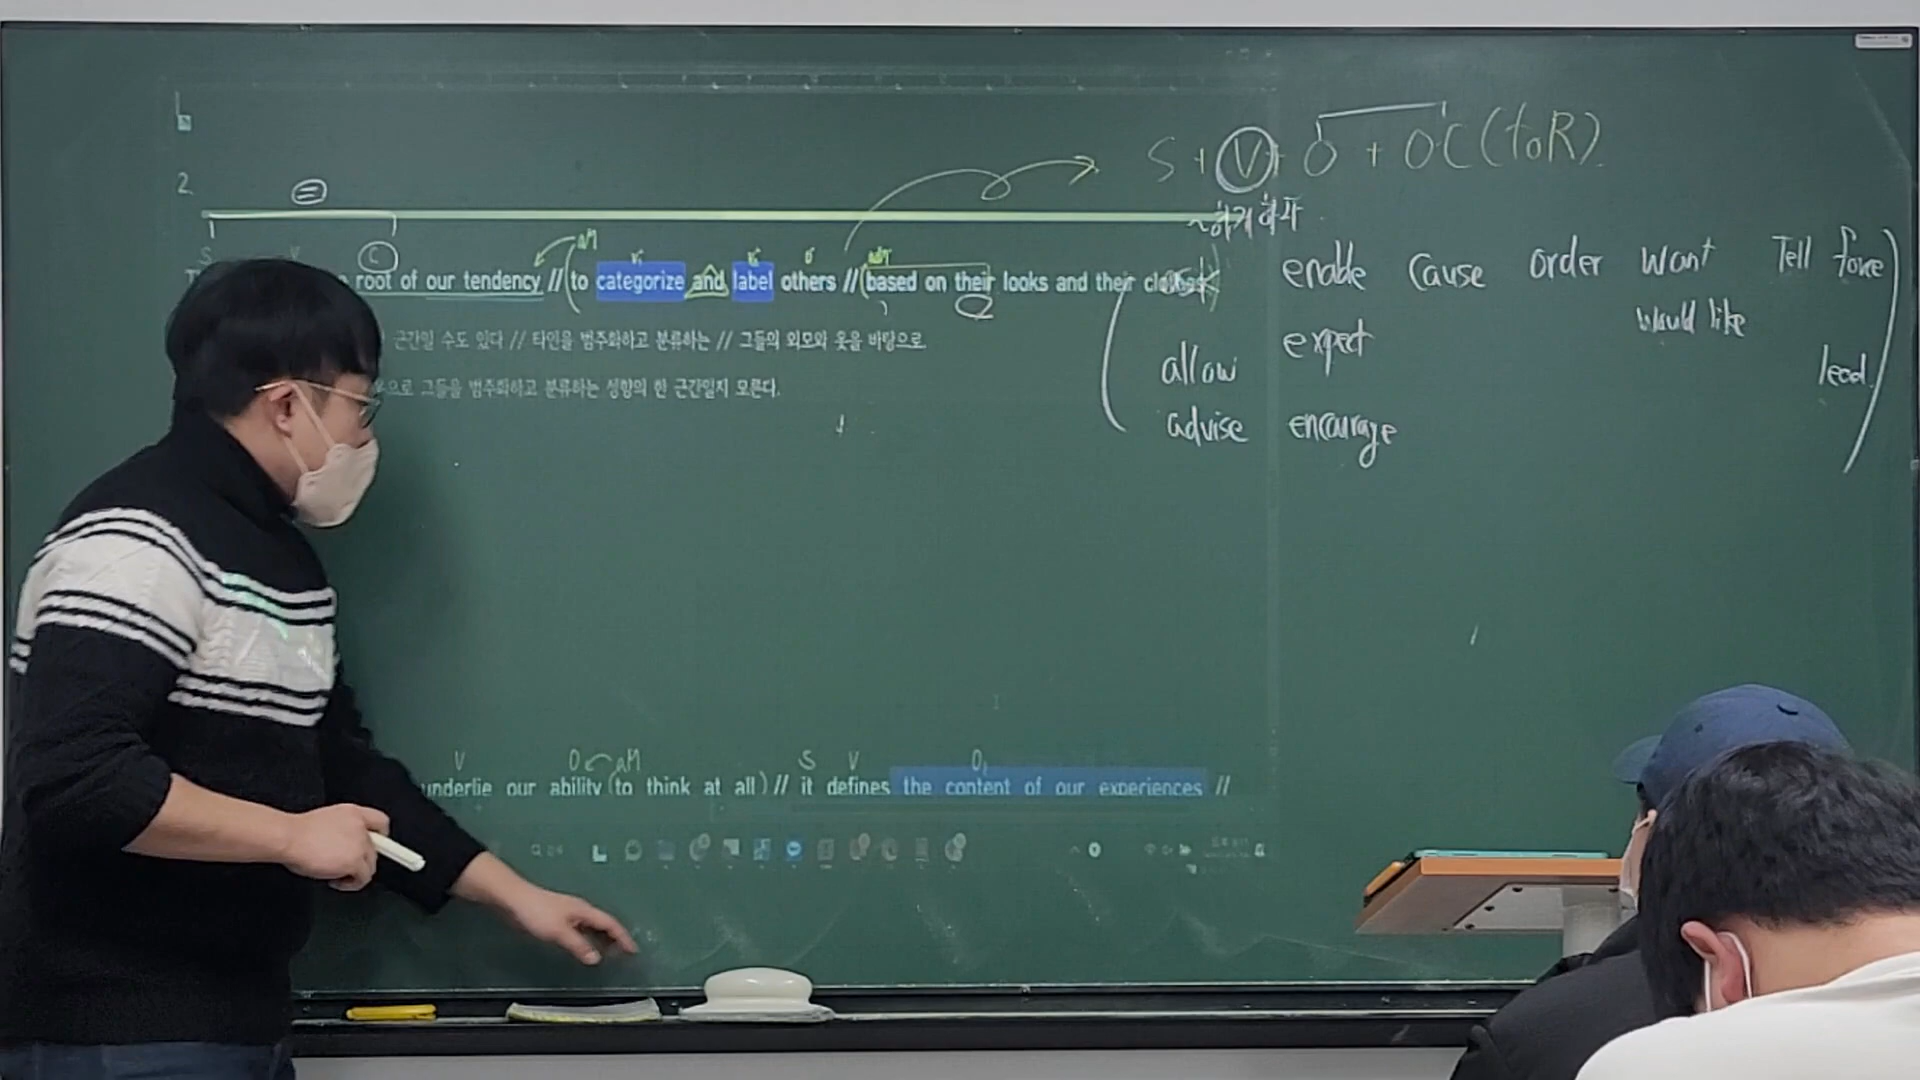 2.
S + V + O + OC (toR).
~하게 하다
S V C aM
root of our tendency // (to categorize and label others // (based on their looks and their clothes
ask enable cause order want Tell force
would like
근간일 수도 있다 // 타인을 범주화하고 분류하는 // 그들의 외모와 옷을 바탕으로
allow expect lead
으로 그들을 범주화하고 분류하는 성향의 한 근간일지 모른다.
advise encourage
V O aM S V O
underlie our ability (to think at all) // it defines the content of our experiences //